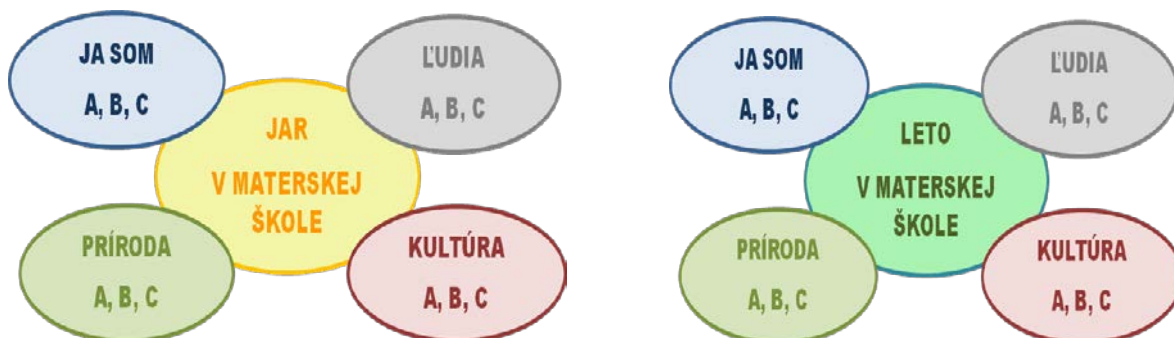 JA SOM
A, B, C
ĽUDIA
A, B, C
JAR
V MATERSKEJ
ŠKOLE
PRÍRODA
A, B, C
KULTÚRA
A, B, C
JA SOM
A, B, C
ĽUDIA
A, B, C
LETO
V MATERSKEJ
ŠKOLE
PRÍRODA
A, B, C
KULTÚRA
A, B, C